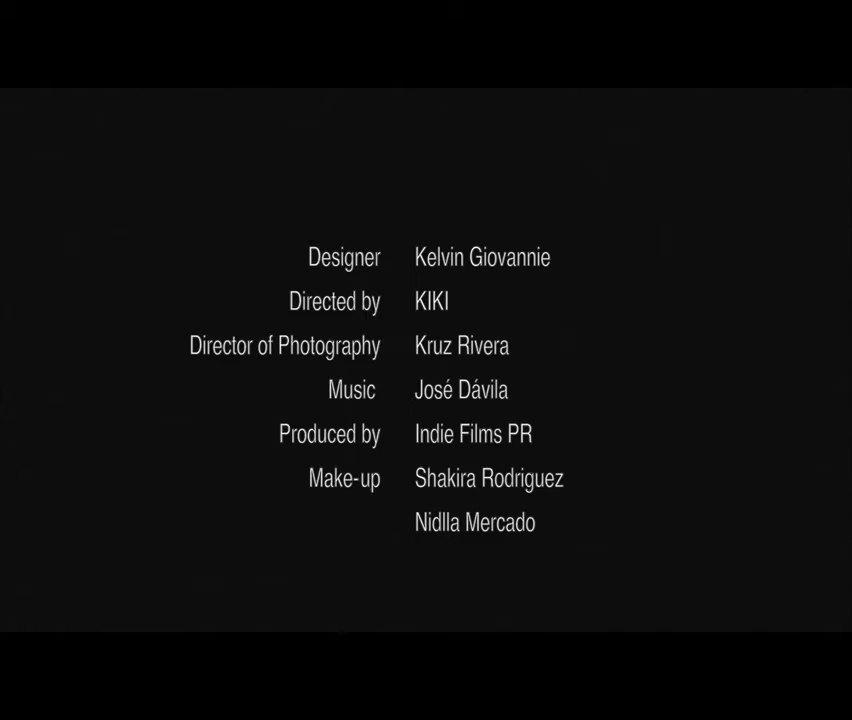 Designer Kelvin Giovannie
Directed by KIKI
Director of Photography Kruz Rivera
Music José Dávila
Produced by Indie Films PR
Make-up Shakira Rodriguez
Nidlla Mercado